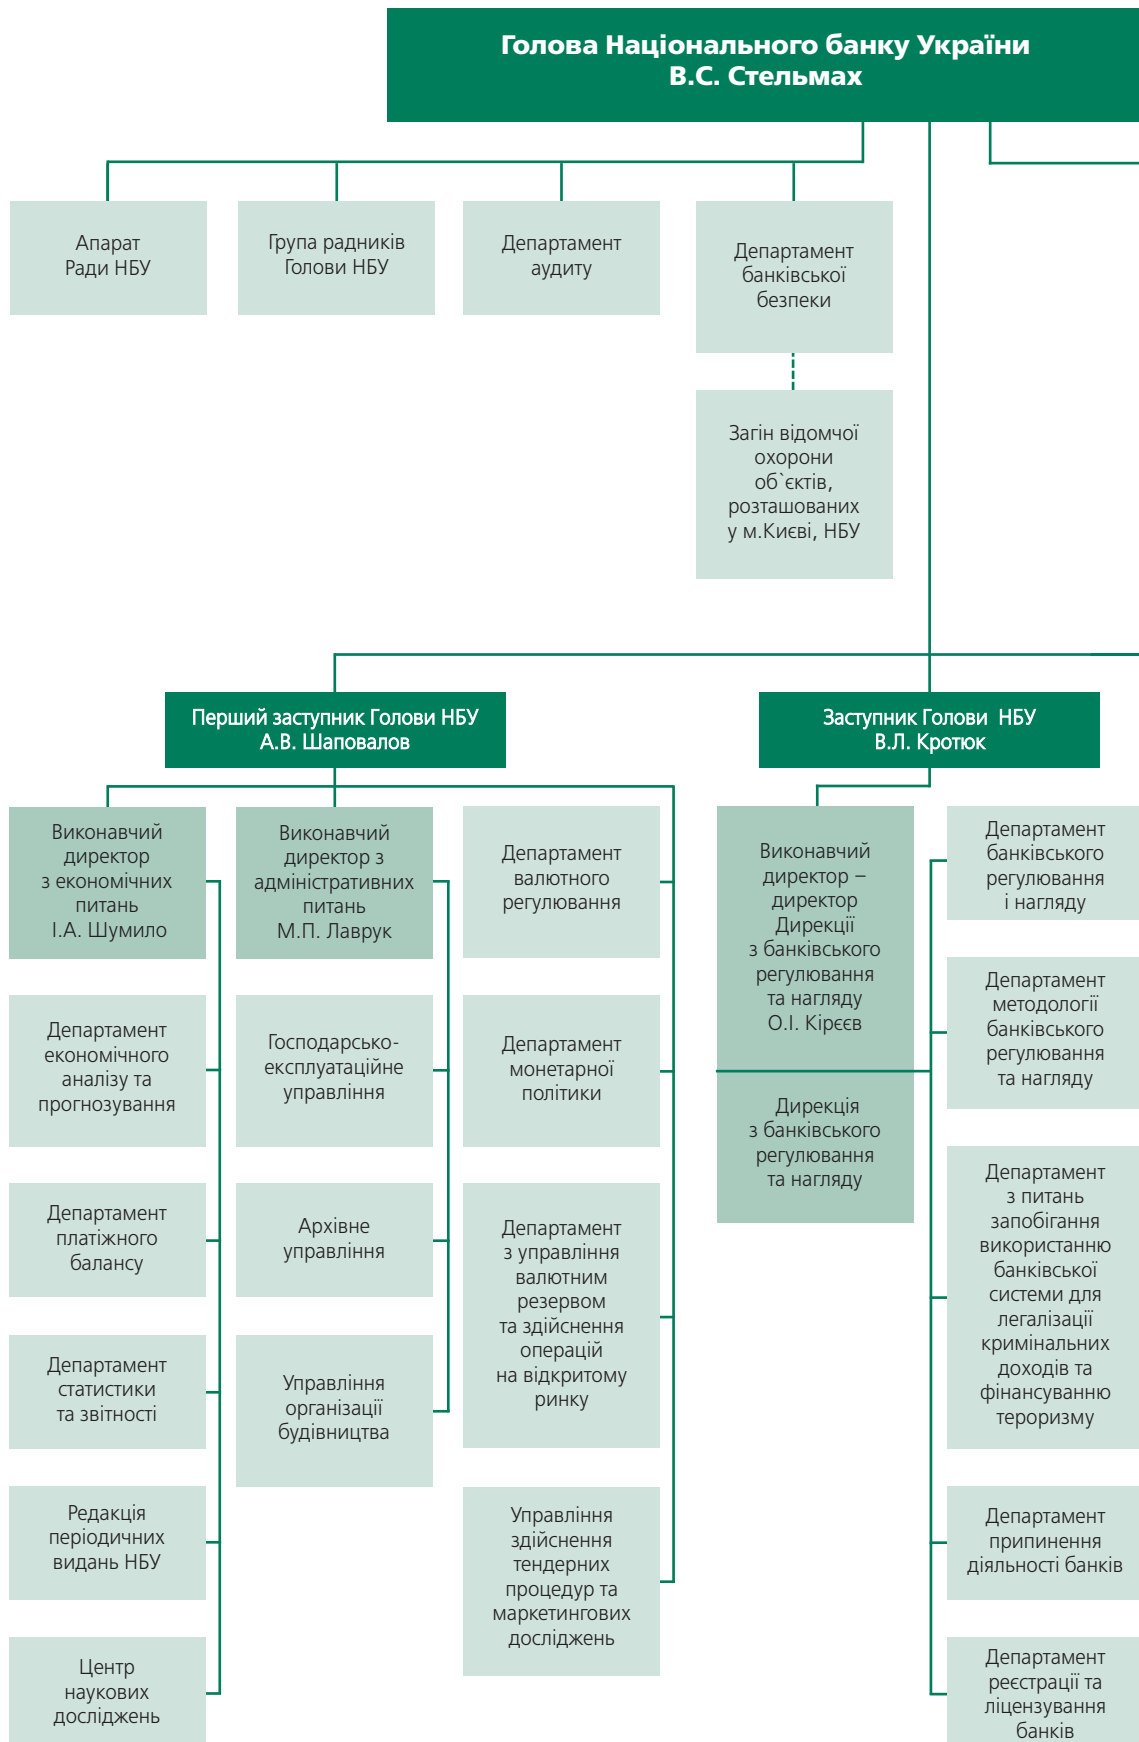 Голова Національного банку України
В.С. Стельмах
Апарат
Ради НБУ
Група радників
Голови НБУ
Департамент
аудиту
Департамент
банківської
безпеки
Загін відомчої
охорони
об`єктів,
розташованих
у м.Києві, НБУ
Перший заступник Голови НБУ
А.В. Шаповалов
Заступник Голови НБУ
В.Л. Кротюк
Виконавчий
директор
з економічних
питань
І.А. Шумило
Департамент
економічного
аналізу та
прогнозування
Департамент
платіжного
балансу
Департамент
статистики
та звітності
Редакція
періодичних
видань НБУ
Центр
наукових
досліджень
Виконавчий
директор з
адміністративних
питань
М.П. Лаврук
Господарсько-
експлуатаційне
управління
Архівне
управління
Управління
організації
будівництва
Департамент
валютного
регулювання
Департамент
монетарної
політики
Департамент
з управління
валютним
резервом
та здійснення
операцій
на відкритому
ринку
Управління
здійснення
тендерних
процедур та
маркетингових
досліджень
Виконавчий
директор –
директор
Дирекції
з банківського
регулювання
та нагляду
О.І. Кірєєв
Дирекція
з банківського
регулювання
та нагляду
Департамент
банківського
регулювання
і нагляду
Департамент
методології
банківського
регулювання
та нагляду
Департамент
з питань
запобігання
використанню
банківської
системи для
легалізації
кримінальних
доходів та
фінансуванню
тероризму
Департамент
припинення
діяльності банків
Департамент
реєстрації та
ліцензування
банків